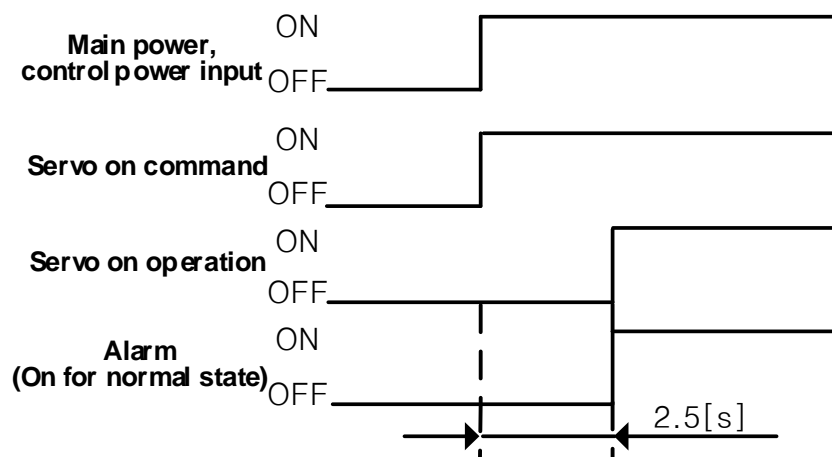 Main power,
control power input
ON
OFF
Servo on command
ON
OFF
Servo on operation
ON
OFF
Alarm
(On for normal state)
ON
OFF
2.5[s]